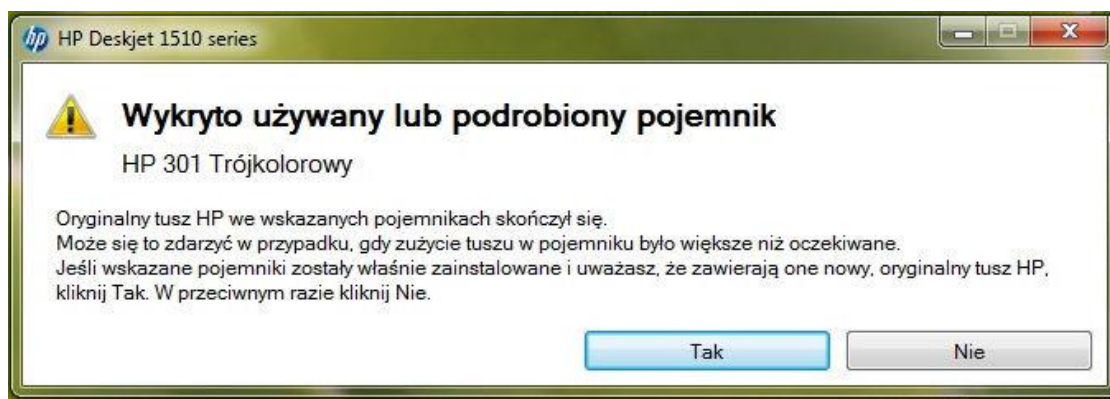 hp HP Deskjet 1510 series
Wykryto używany lub podrobiony pojemnik
HP 301 Trójkolorowy
Oryginalny tusz HP we wskazanych pojemnikach skończył się.
Może się to zdarzyć w przypadku, gdy zużycie tuszu w pojemniku było większe niż oczekiwane.
Jeśli wskazane pojemniki zostały właśnie zainstalowane i uważasz, że zawierają one nowy, oryginalny tusz HP,
kliknij Tak. W przeciwnym razie kliknij Nie.
Tak Nie